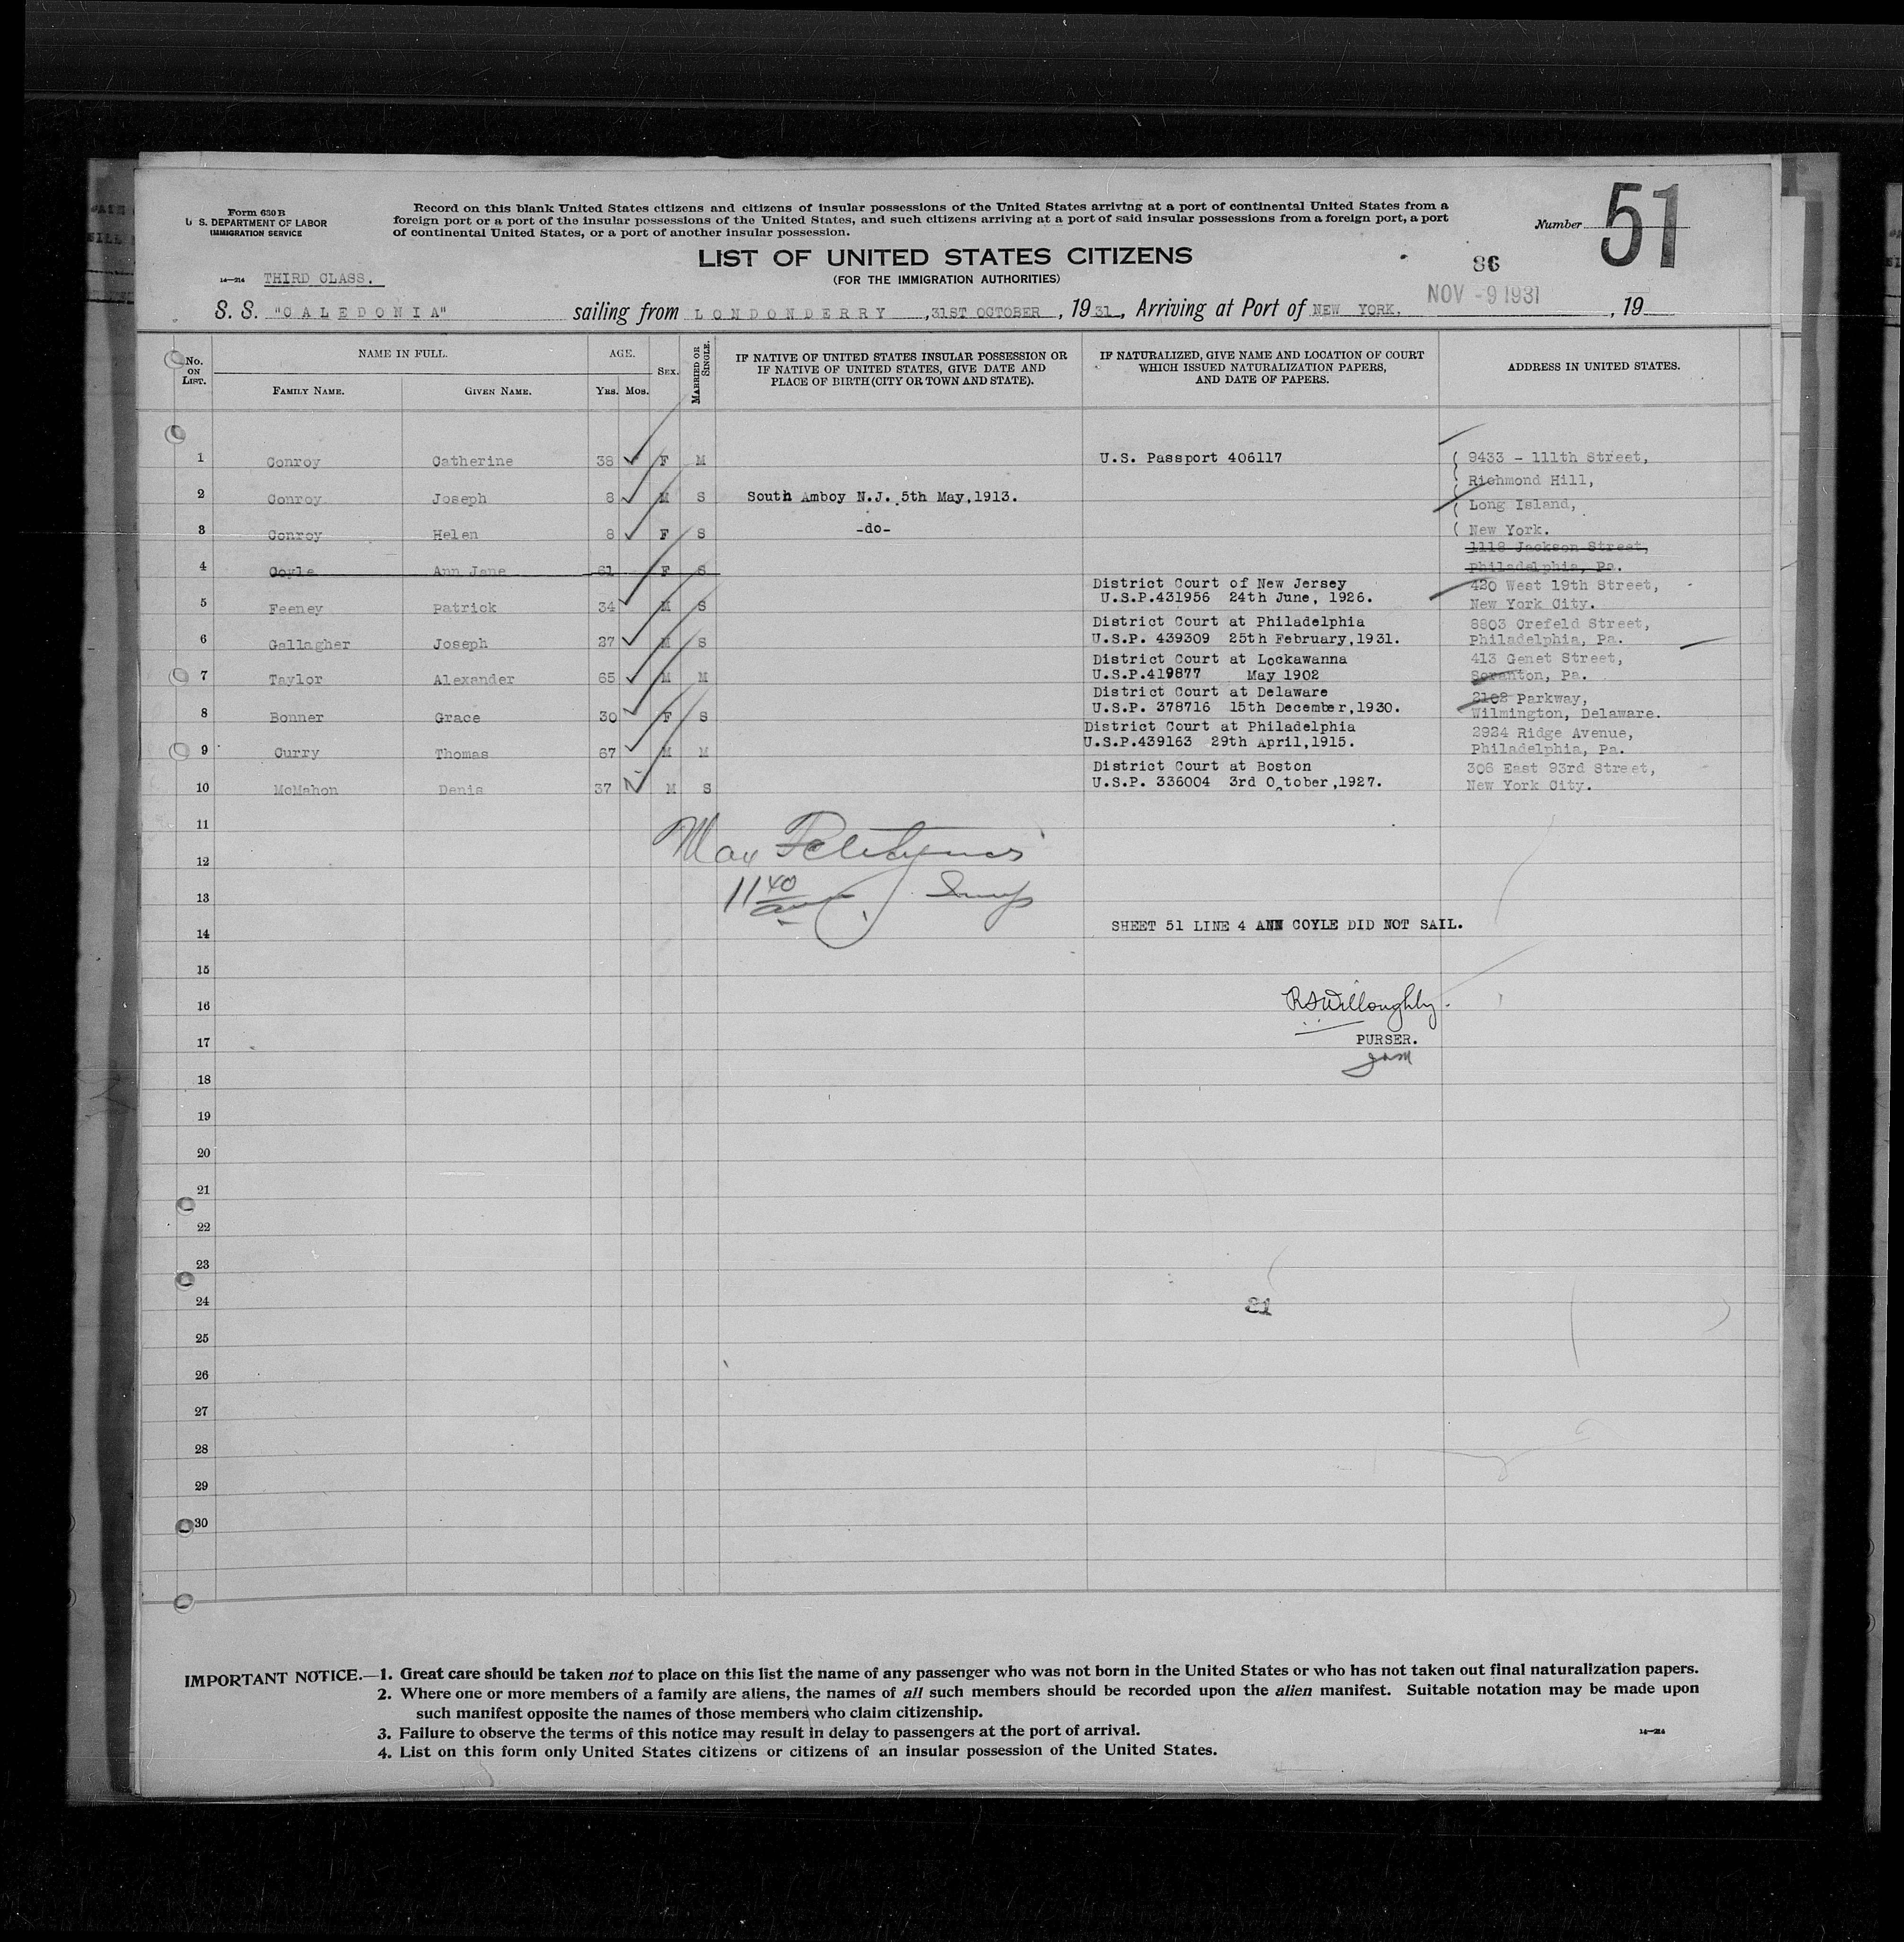 Form 630 B
U. S. DEPARTMENT OF LABOR
IMMIGRATION SERVICE
Record on this blank United States citizens and citizens of insular possessions of the United States arriving at a port of continental United States from a
foreign port or a port of the insular possessions of the United States, and such citizens arriving at a port of said insular possessions from a foreign port, a port
of continental United States, or a port of another insular possession.
Number 51
LIST OF UNITED STATES CITIZENS
(FOR THE IMMIGRATION AUTHORITIES)
86
14—214 THIRD CLASS.
S. S. "CALEDONIA" sailing from LONDONDERRY, 31ST OCTOBER, 1931, Arriving at Port of NEW YORK. NOV - 9 1931, 19
No. ON LIST.
NAME IN FULL.
FAMILY NAME.
GIVEN NAME.
AGE.
YRS. MOS.
SEX.
MARRIED OR SINGLE.
IF NATIVE OF UNITED STATES INSULAR POSSESSION OR
IF NATIVE OF UNITED STATES, GIVE DATE AND
PLACE OF BIRTH (CITY OR TOWN AND STATE).
IF NATURALIZED, GIVE NAME AND LOCATION OF COURT
WHICH ISSUED NATURALIZATION PAPERS,
AND DATE OF PAPERS.
ADDRESS IN UNITED STATES.
1 Conroy Catherine 38 F M U.S. Passport 406117 9433 - 111th Street,
Richmond Hill,
2 Conroy Joseph 8 M S South Amboy N.J. 5th May,1913.
Long Island,
3 Conroy Helen 8 F S -do- New York.
1118 Jackson Street,
4 Coyle Ann Jane 61 F S Philadelphia, Pa.
District Court of New Jersey 420 West 19th Street,
5 Feeney Patrick 34 M S U.S.P.431956 24th June, 1926. New York City.
District Court at Philadelphia 8803 Crefeld Street,
6 Gallagher Joseph 27 M S U.S.P. 439309 25th February,1931. Philadelphia, Pa.
District Court at Lockawanna 413 Genet Street,
7 Taylor Alexander 65 M M U.S.P.419877 May 1902 Scranton, Pa.
District Court at Delaware 2108 Parkway,
8 Bonner Grace 30 F S U.S.P. 378716 15th December,1930. Wilmington, Delaware.
District Court at Philadelphia 2924 Ridge Avenue,
9 Curry Thomas 67 M M U.S.P.439163 29th April,1915. Philadelphia, Pa.
District Court at Boston 306 East 93rd Street,
10 McMahon Denis 37 M S U.S.P. 336004 3rd October,1927. New York City.
11
12
Max
13
11 40
14
SHEET 51 LINE 4 ANN COYLE DID NOT SAIL.
15
16
RSWilloughby.
17
PURSER.
18
19
20
21
22
23
24
25
26
27
28
29
30
IMPORTANT NOTICE.—1. Great care should be taken not to place on this list the name of any passenger who was not born in the United States or who has not taken out final naturalization papers.
2. Where one or more members of a family are aliens, the names of all such members should be recorded upon the alien manifest. Suitable notation may be made upon
such manifest opposite the names of those members who claim citizenship.
3. Failure to observe the terms of this notice may result in delay to passengers at the port of arrival.
14—214
4. List on this form only United States citizens or citizens of an insular possession of the United States.